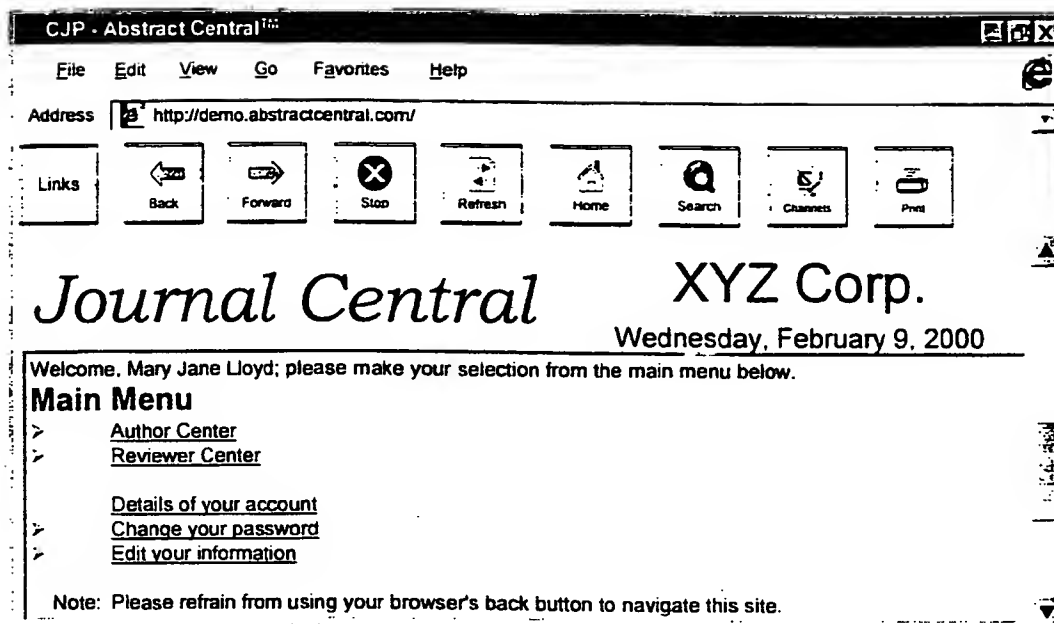 CJP - Abstract Central™
File Edit View Go Favorites Help
Address http://demo.abstractcentral.com/
Links Back Forward Stop Refresh Home Search Channels Print
Journal Central
XYZ Corp.
Wednesday, February 9, 2000
Welcome, Mary Jane Lloyd; please make your selection from the main menu below.
Main Menu
Author Center
Reviewer Center
Details of your account
Change your password
Edit your information
Note: Please refrain from using your browser's back button to navigate this site.